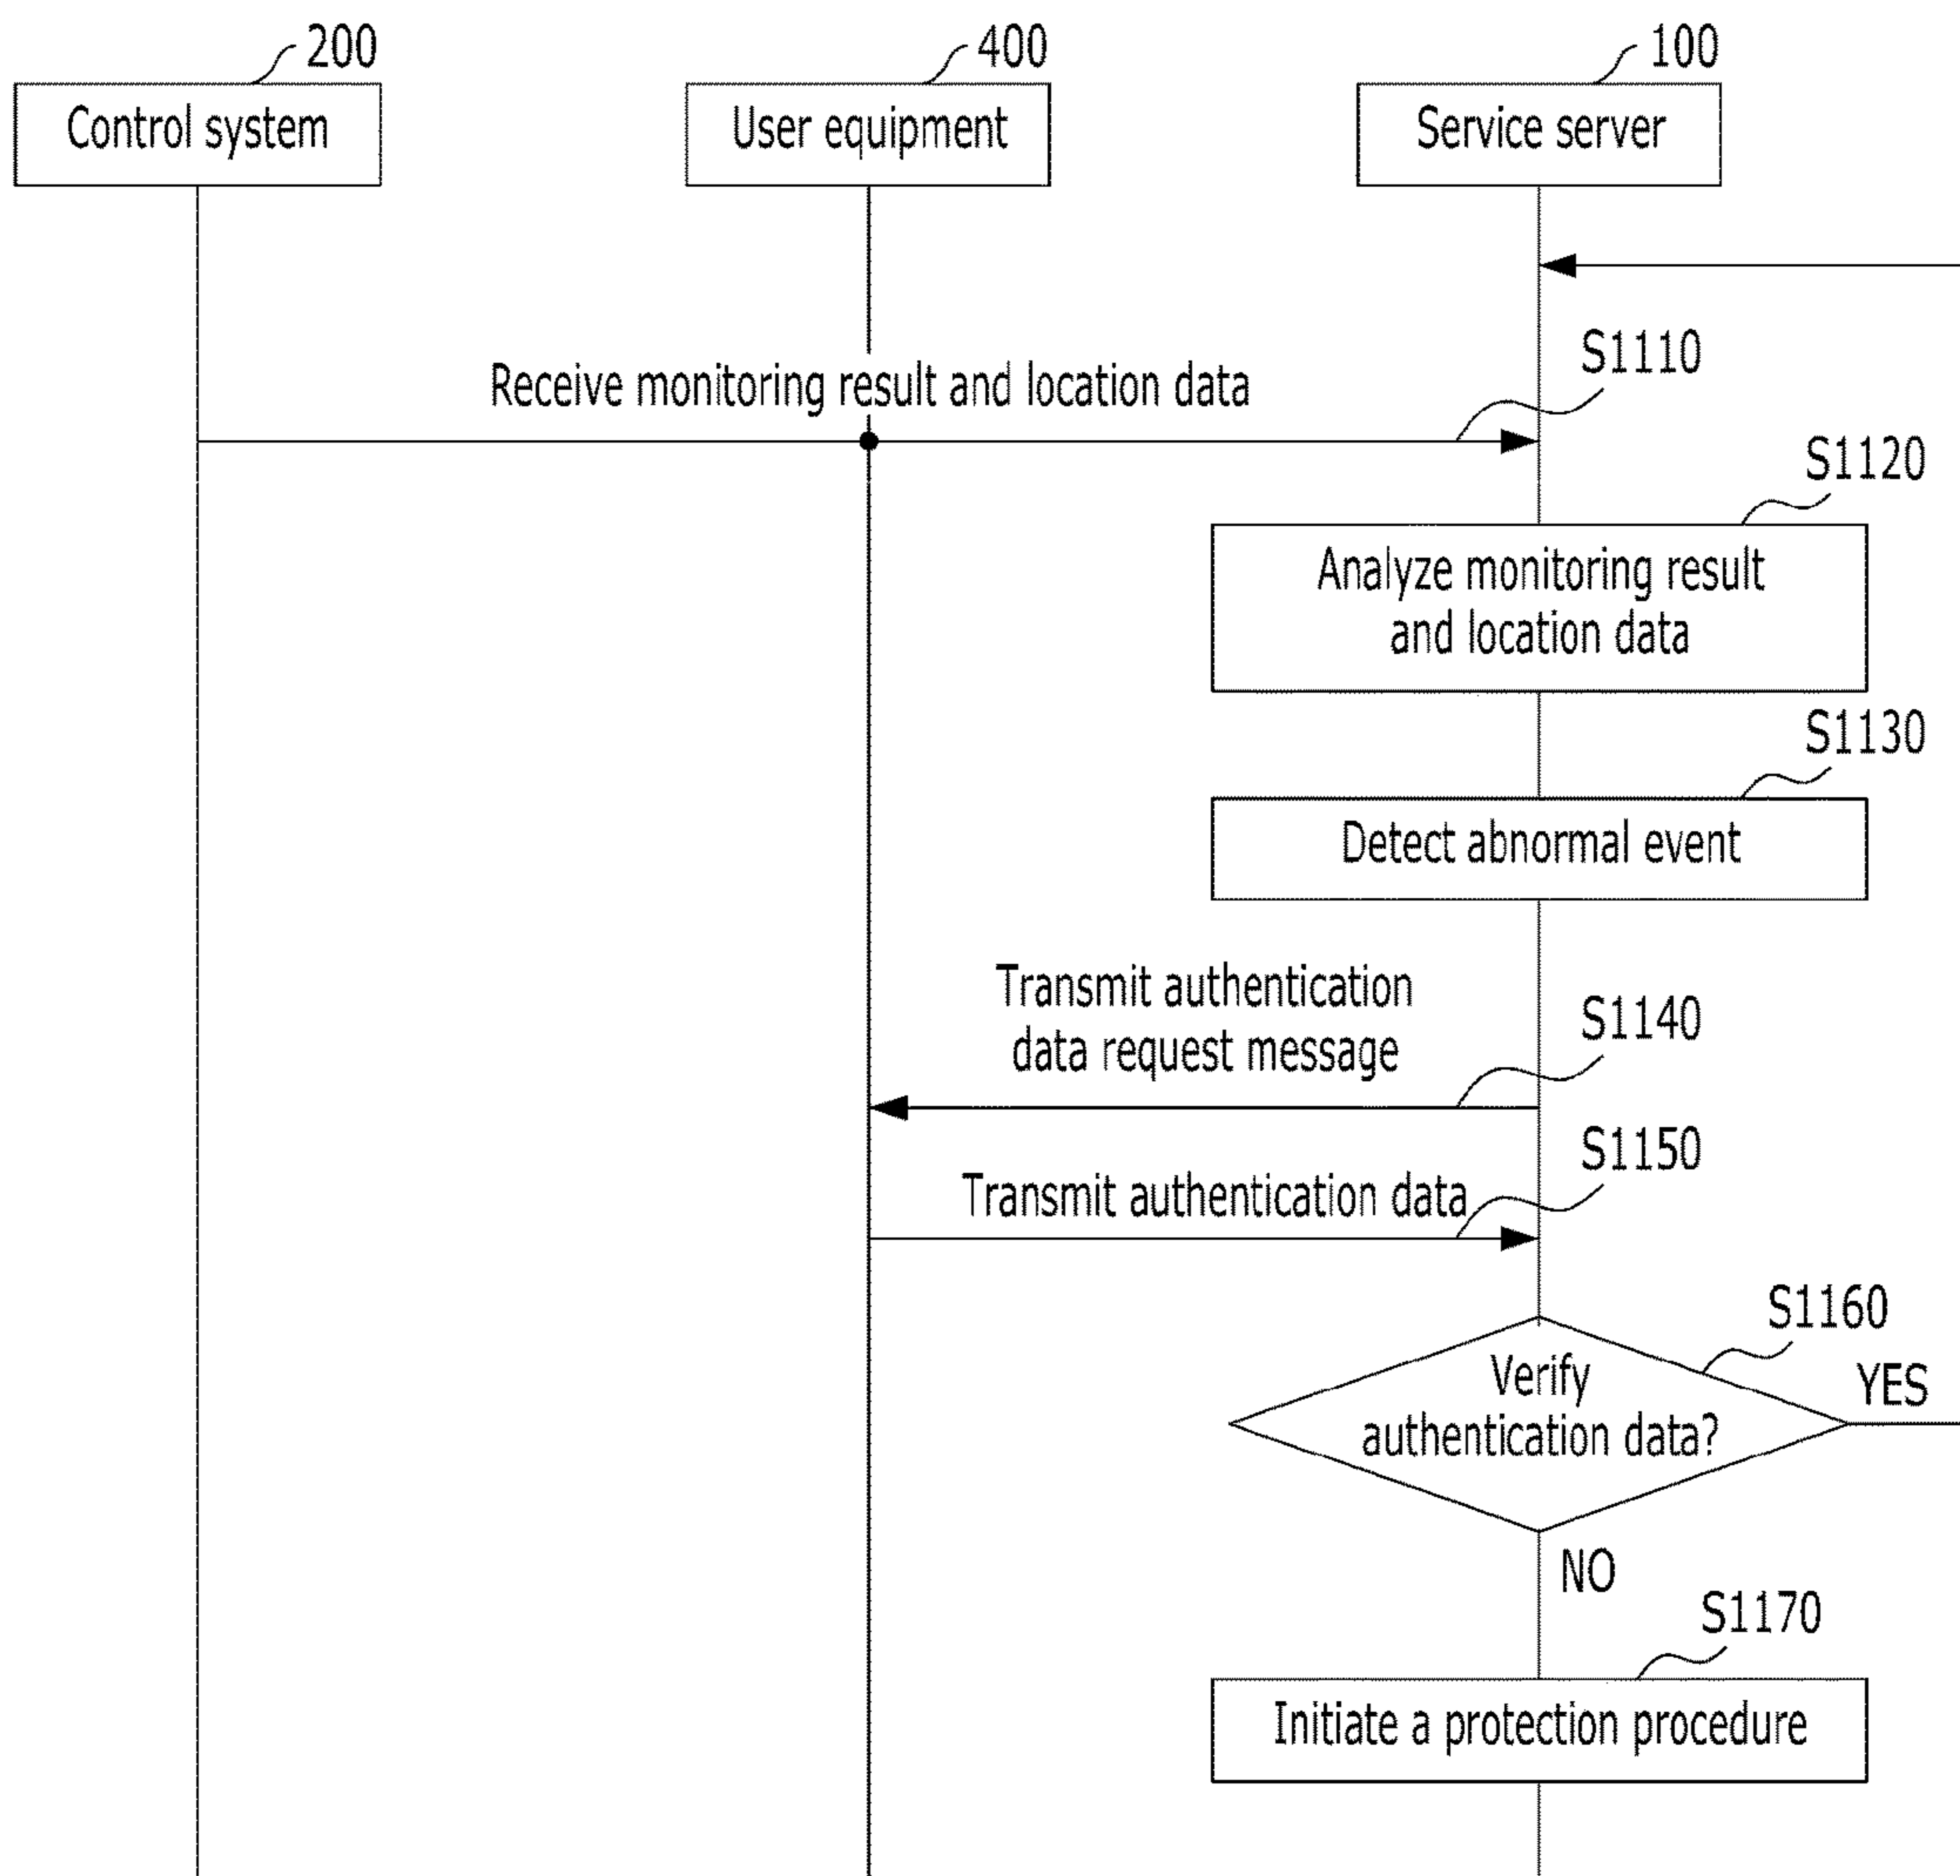 200
400
100
Control system
User equipment
Service server
S1110
Receive monitoring result and location data
S1120
Analyze monitoring result
and location data
S1130
Detect abnormal event
Transmit authentication
data request message
S1140
S1150
Transmit authentication data
S1160
Verify
authentication data?
YES
NO
S1170
Initiate a protection procedure